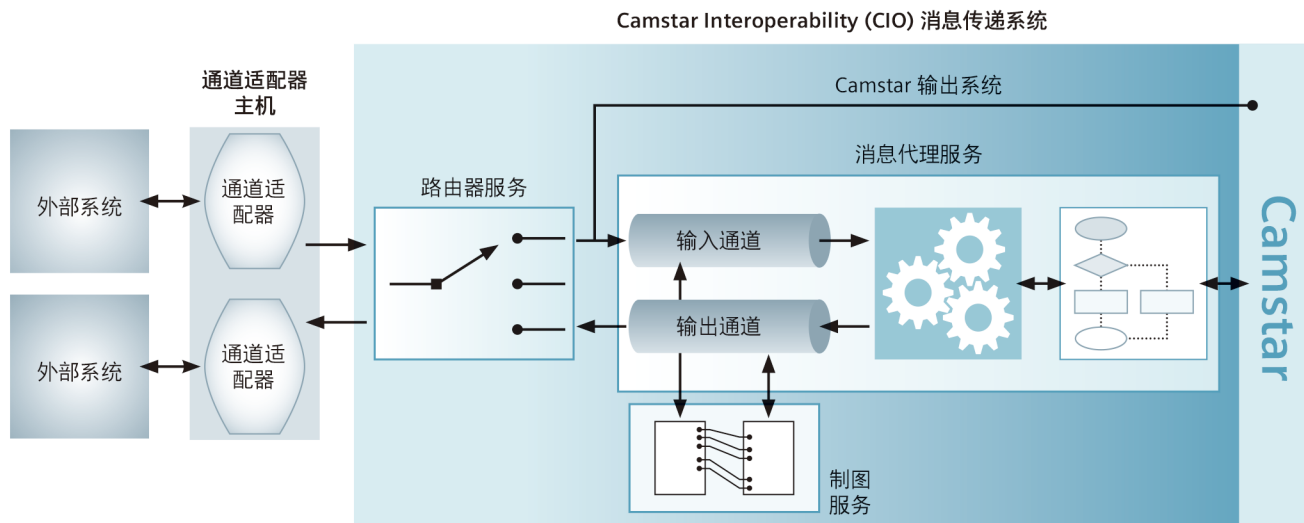 Camstar Interoperability (CIO) 消息传递系统
通道适配器
主机
Camstar 输出系统
消息代理服务
路由器服务
外部系统
通道适
配器
输入通道
输出通道
外部系统
通道适
配器
制图
服务
Camstar